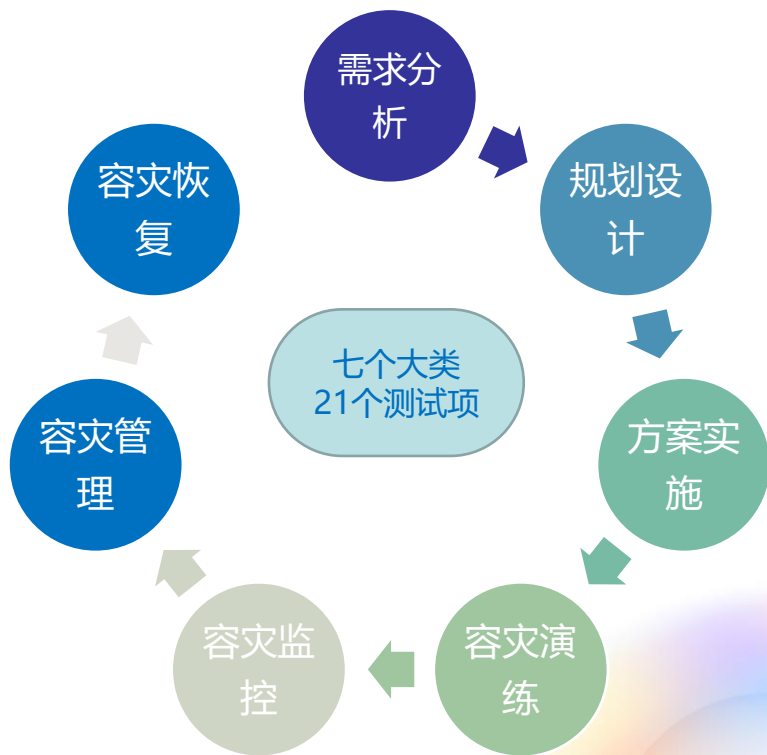 需求分
析
规划设
计
方案实
施
容灾演
练
容灾监
控
容灾管
理
容灾恢
复
七个大类
21个测试项